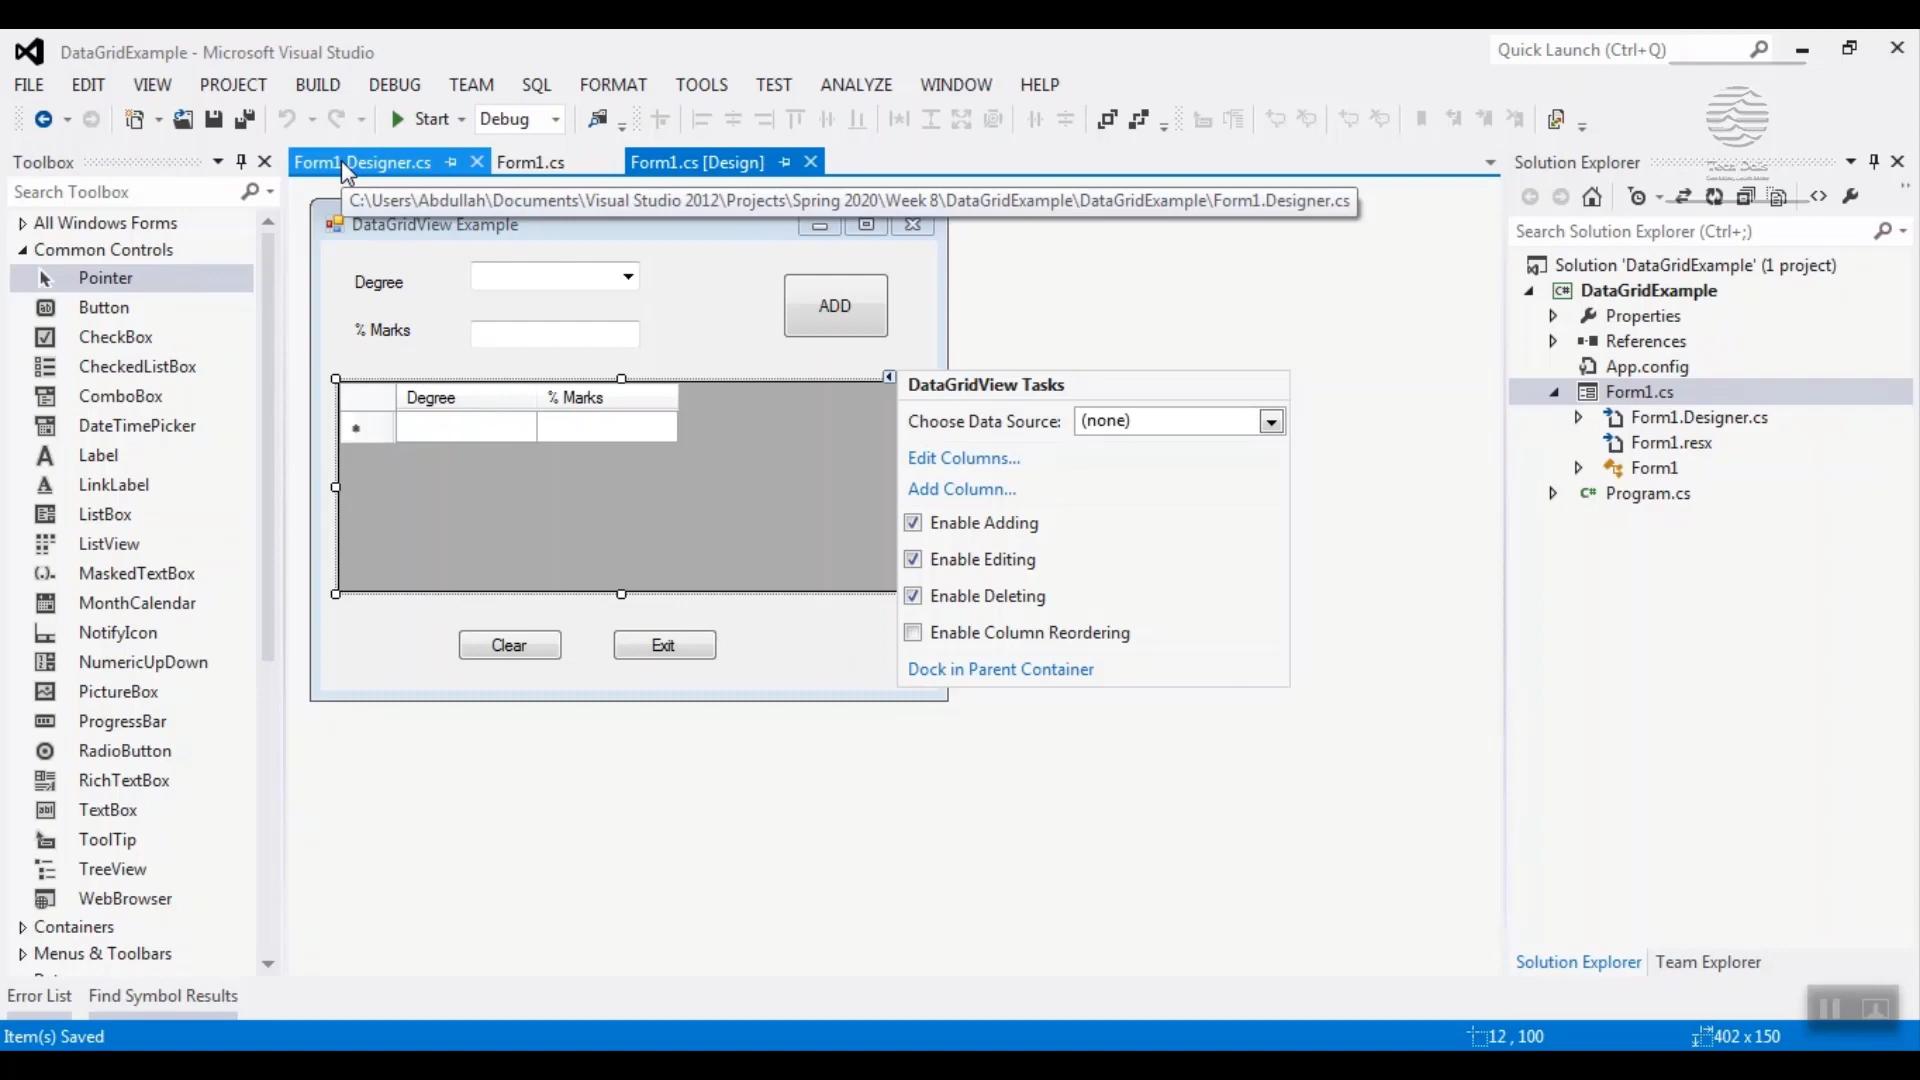 DataGridExample - Microsoft Visual Studio
Quick Launch (Ctrl+Q)
FILE EDIT VIEW PROJECT BUILD DEBUG TEAM SQL FORMAT TOOLS TEST ANALYZE WINDOW HELP
Start Debug
Toolbox
Form1.Designer.cs Form1.cs Form1.cs [Design]
Solution Explorer
Search Toolbox
C:\Users\Abdullah\Documents\Visual Studio 2012\Projects\Spring 2020\Week 8\DataGridExample\DataGridExample\Form1.Designer.cs
All Windows Forms
Common Controls
Pointer
Button
CheckBox
CheckedListBox
ComboBox
DateTimePicker
Label
LinkLabel
ListBox
ListView
MaskedTextBox
MonthCalendar
NotifyIcon
NumericUpDown
PictureBox
ProgressBar
RadioButton
RichTextBox
TextBox
ToolTip
TreeView
WebBrowser
Containers
Menus & Toolbars
DataGridView Example
Degree
% Marks
ADD
Degree % Marks
Clear Exit
DataGridView Tasks
Choose Data Source: (none)
Edit Columns...
Add Column...
Enable Adding
Enable Editing
Enable Deleting
Enable Column Reordering
Dock in Parent Container
Search Solution Explorer (Ctrl+;)
Solution 'DataGridExample' (1 project)
DataGridExample
Properties
References
App.config
Form1.cs
Form1.Designer.cs
Form1.resx
Form1
Program.cs
Solution Explorer Team Explorer
Error List Find Symbol Results
Item(s) Saved
12 , 100
402 x 150